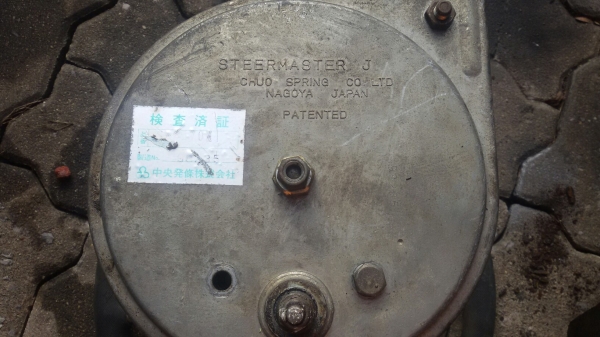 STEERMASTER J
CHUO SPRING CO LTD
NAGOYA JAPAN
PATENTED
検査済証
中央発條株式会社